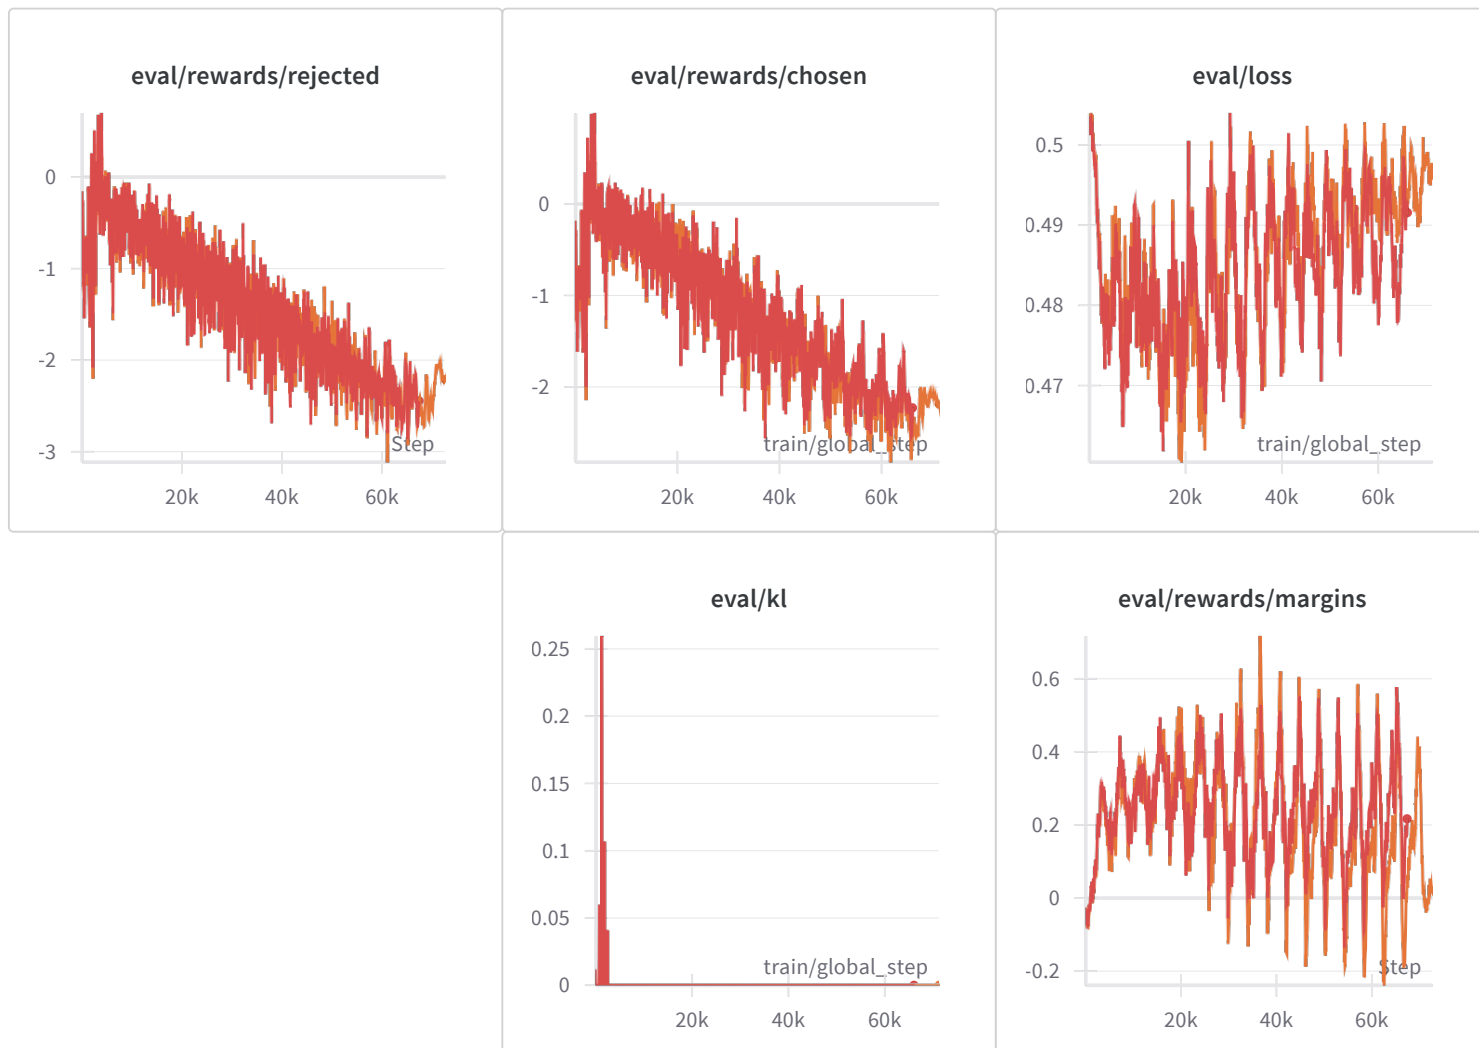 eval/rewards/rejected
0
-1
-2
-3
Step
20k 40k 60k
eval/rewards/chosen
0
-1
-2
train/global_step
20k 40k 60k
eval/loss
0.5
0.49
0.48
0.47
train/global_step
20k 40k 60k
eval/kl
0.25
0.2
0.15
0.1
0.05
0
train/global_step
20k 40k 60k
eval/rewards/margins
0.6
0.4
0.2
0
-0.2
Step
20k 40k 60k